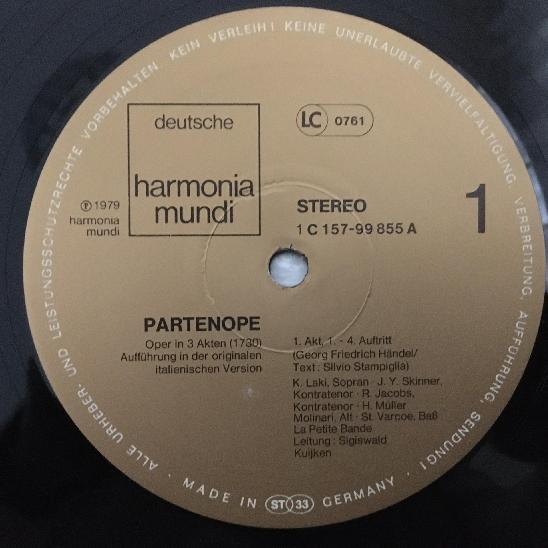 ALLE URHEBER- UND LEISTUNGSSCHUTZRECHTE VORBEHALTEN KEIN VERLEIH! KEINE UNERLAUBTE VERVIELFÄLTIGUNG, VERBREITUNG, AUFFÜHRUNG, SENDUNG!
deutsche
harmonia
mundi
LC 0761
℗ 1979
harmonia
mundi
STEREO
1 C 157-99 855 A
1
PARTENOPE
Oper in 3 Akten (1730)
Aufführung in der originalen
italienischen Version
1. Akt, 1. - 4. Auftritt
(Georg Friedrich Händel/
Text: Silvio Stampiglia)
K. Laki, Sopran · J. Y. Skinner,
Kontratenor · R. Jacobs,
Kontratenor · H. Müller
Molinari, Alt · St. Varcoe, Baß
La Petite Bande
Leitung: Sigiswald
Kuijken
· MADE IN ST 33 GERMANY ·